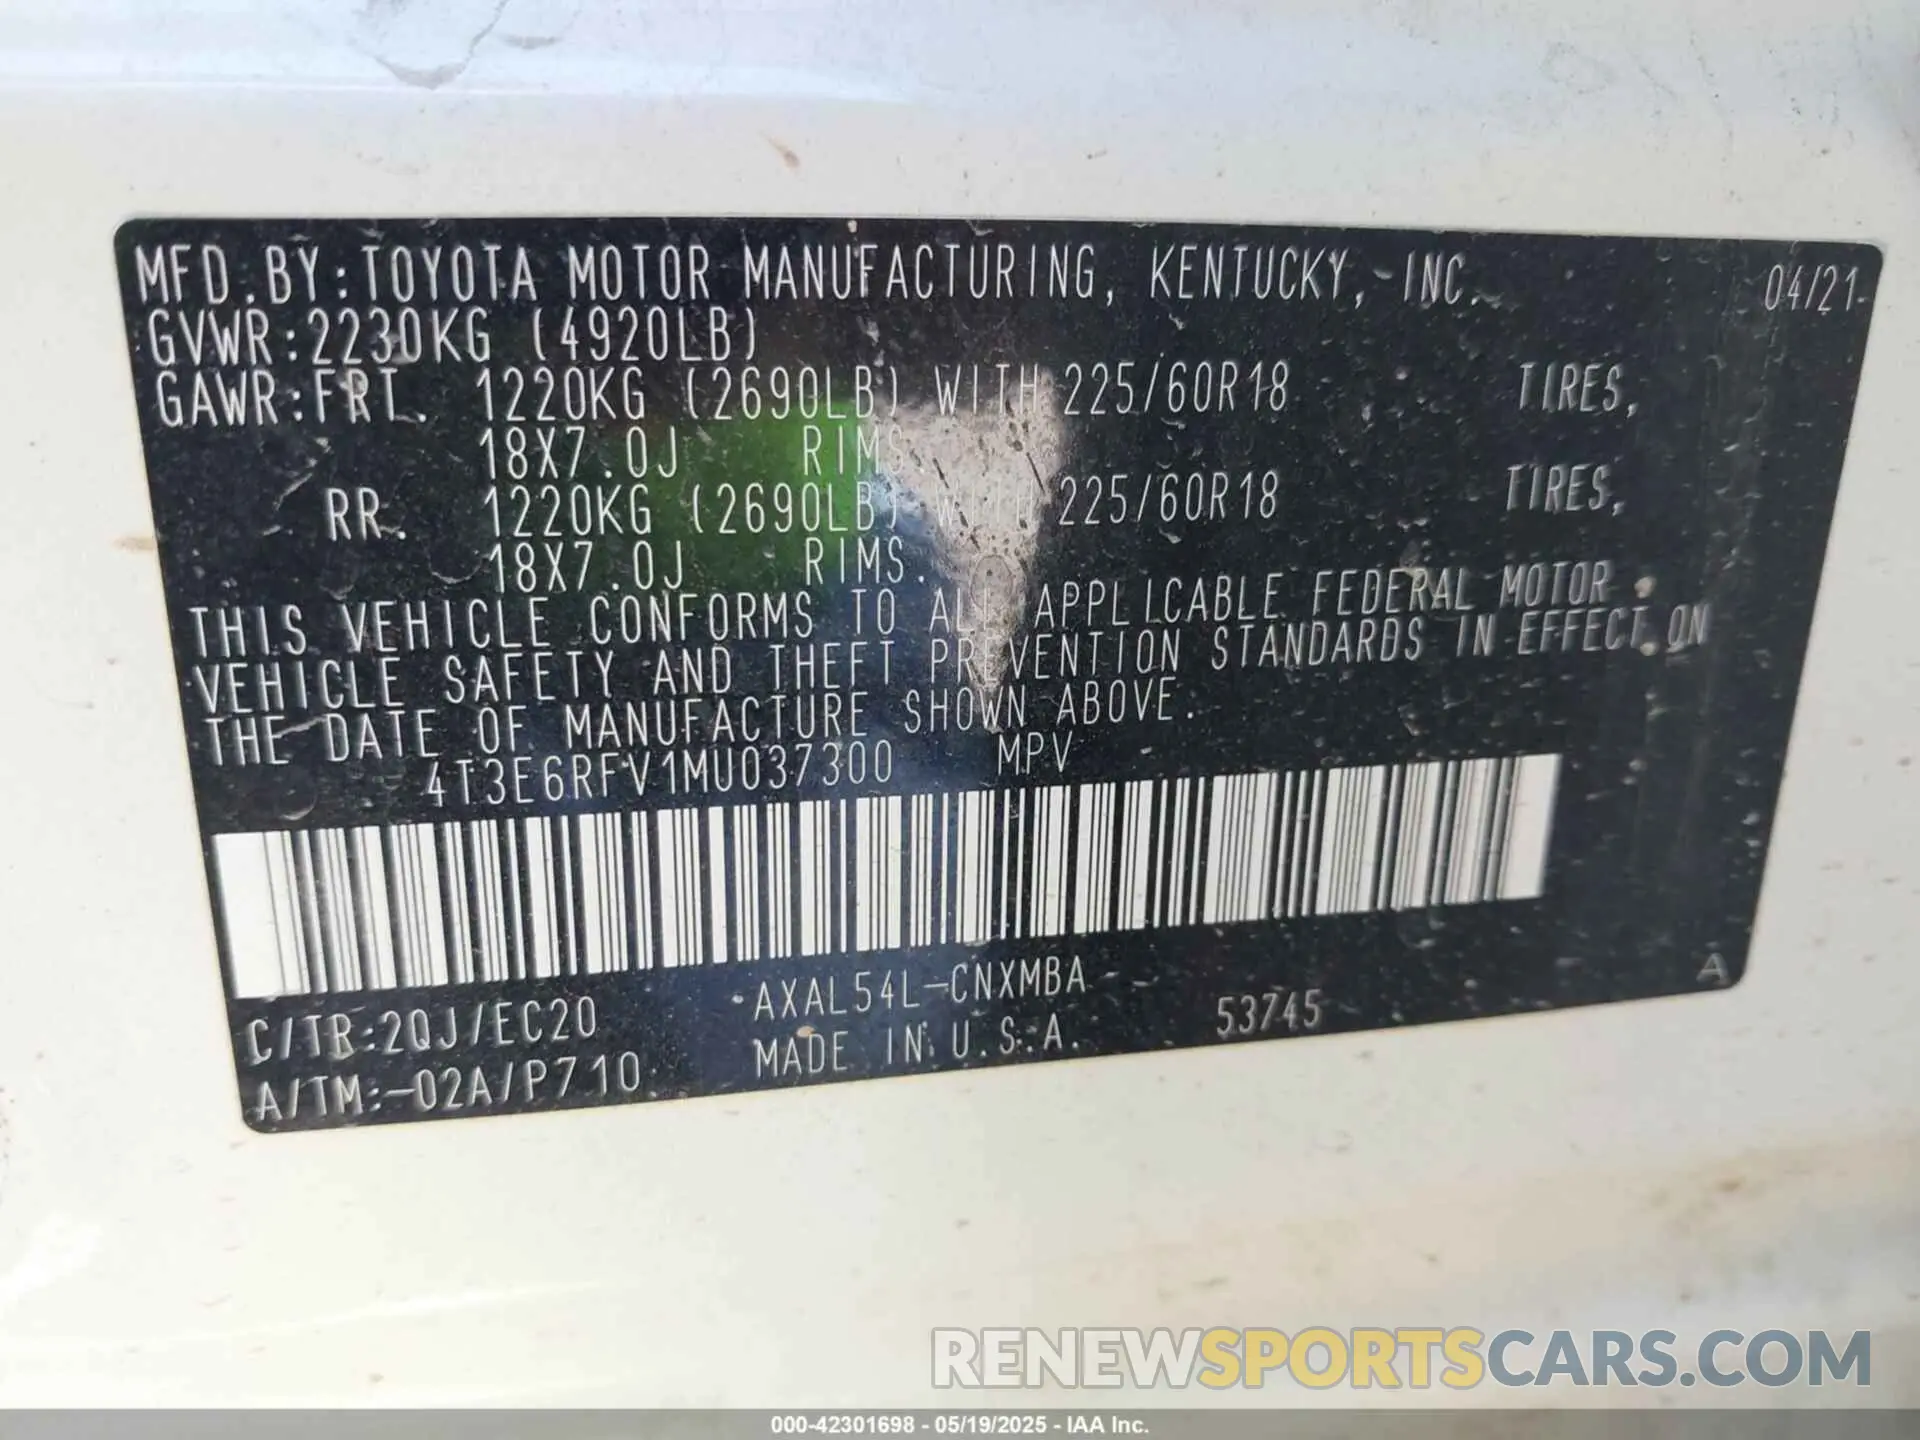 MFD.BY:TOYOTA MOTOR MANUFACTURING, KENTUCKY, INC. 04/21
GVWR:2230KG (4920LB)
GAWR:FRT. 1220KG (2690LB) WITH 225/60R18 TIRES,
18X7.0J RIMS.
RR. 1220KG (2690LB) WITH 225/60R18 TIRES,
18X7.0J RIMS.
THIS VEHICLE CONFORMS TO ALL APPLICABLE FEDERAL MOTOR
VEHICLE SAFETY AND THEFT PREVENTION STANDARDS IN EFFECT ON
THE DATE OF MANUFACTURE SHOWN ABOVE.
4T3E6RFV1MU037300 MPV
C/TR:2QJ/EC20 AXAL54L-CNXMBA A
A/TM:-02A/P710 MADE IN U.S.A. 53745
RENEWSPORTSCARS.COM
000-42301698 - 05/19/2025 - IAA Inc.